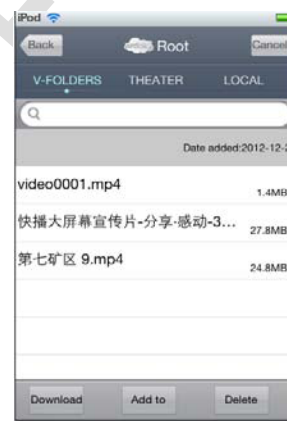 iPod
Back
Root
Cancel
V-FOLDERS THEATER LOCAL
Date added:2012-12-2
video0001.mp4
1.4MB
快播大屏幕宣传片-分享·感动-3...
27.8MB
第七矿区 9.mp4
24.8MB
Download Add to Delete